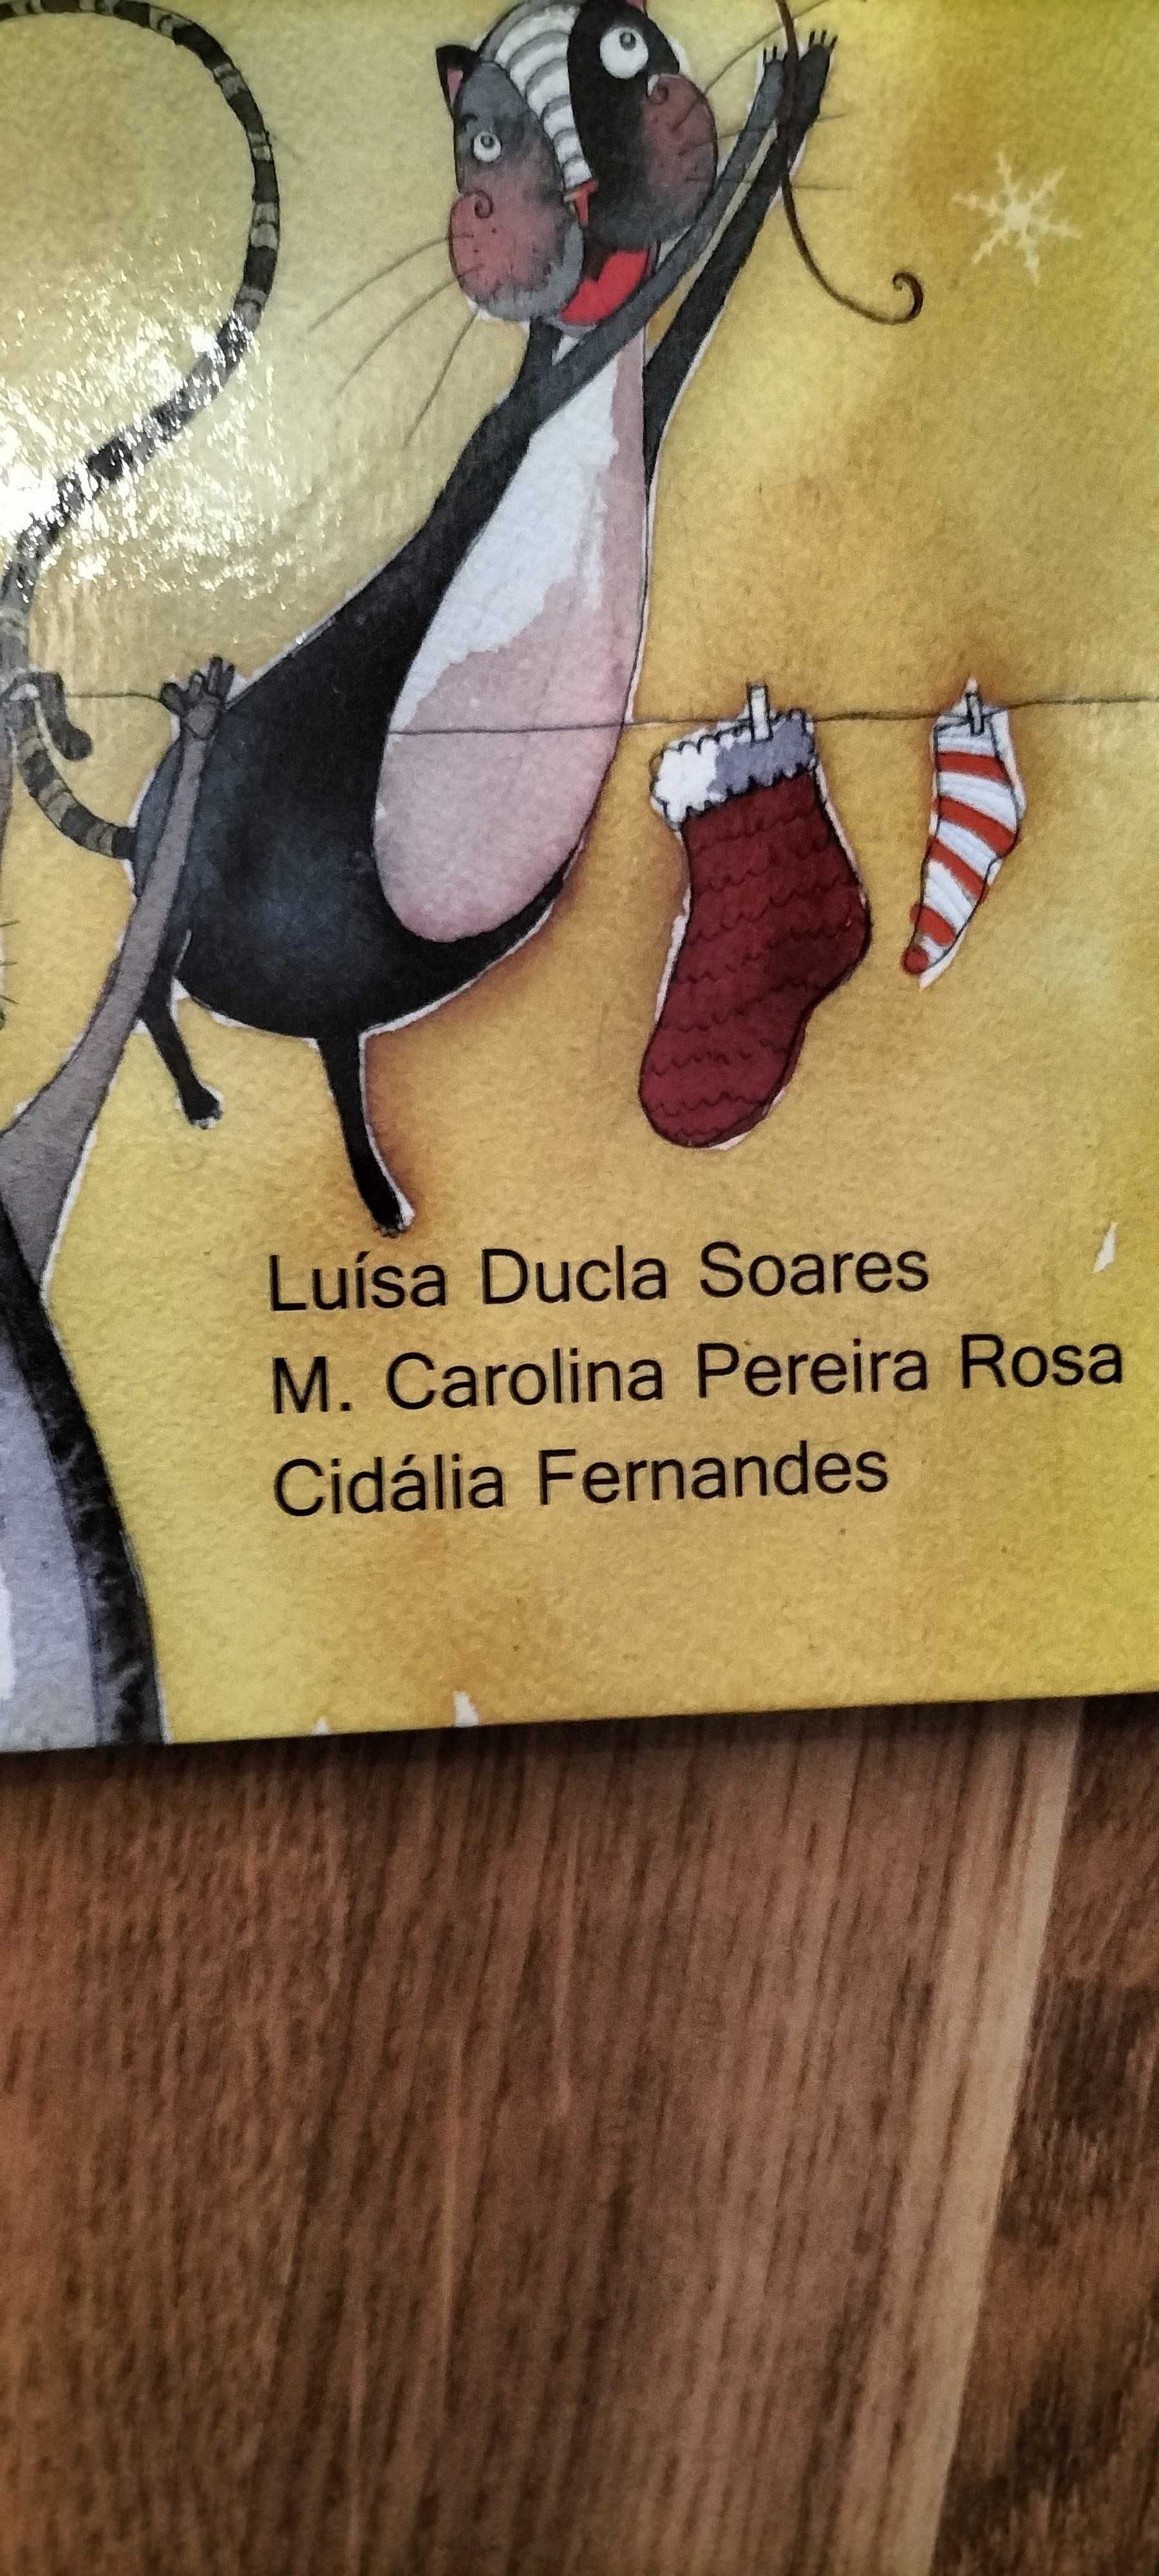 Luísa Ducla Soares
M. Carolina Pereira Rosa
Cidália Fernandes